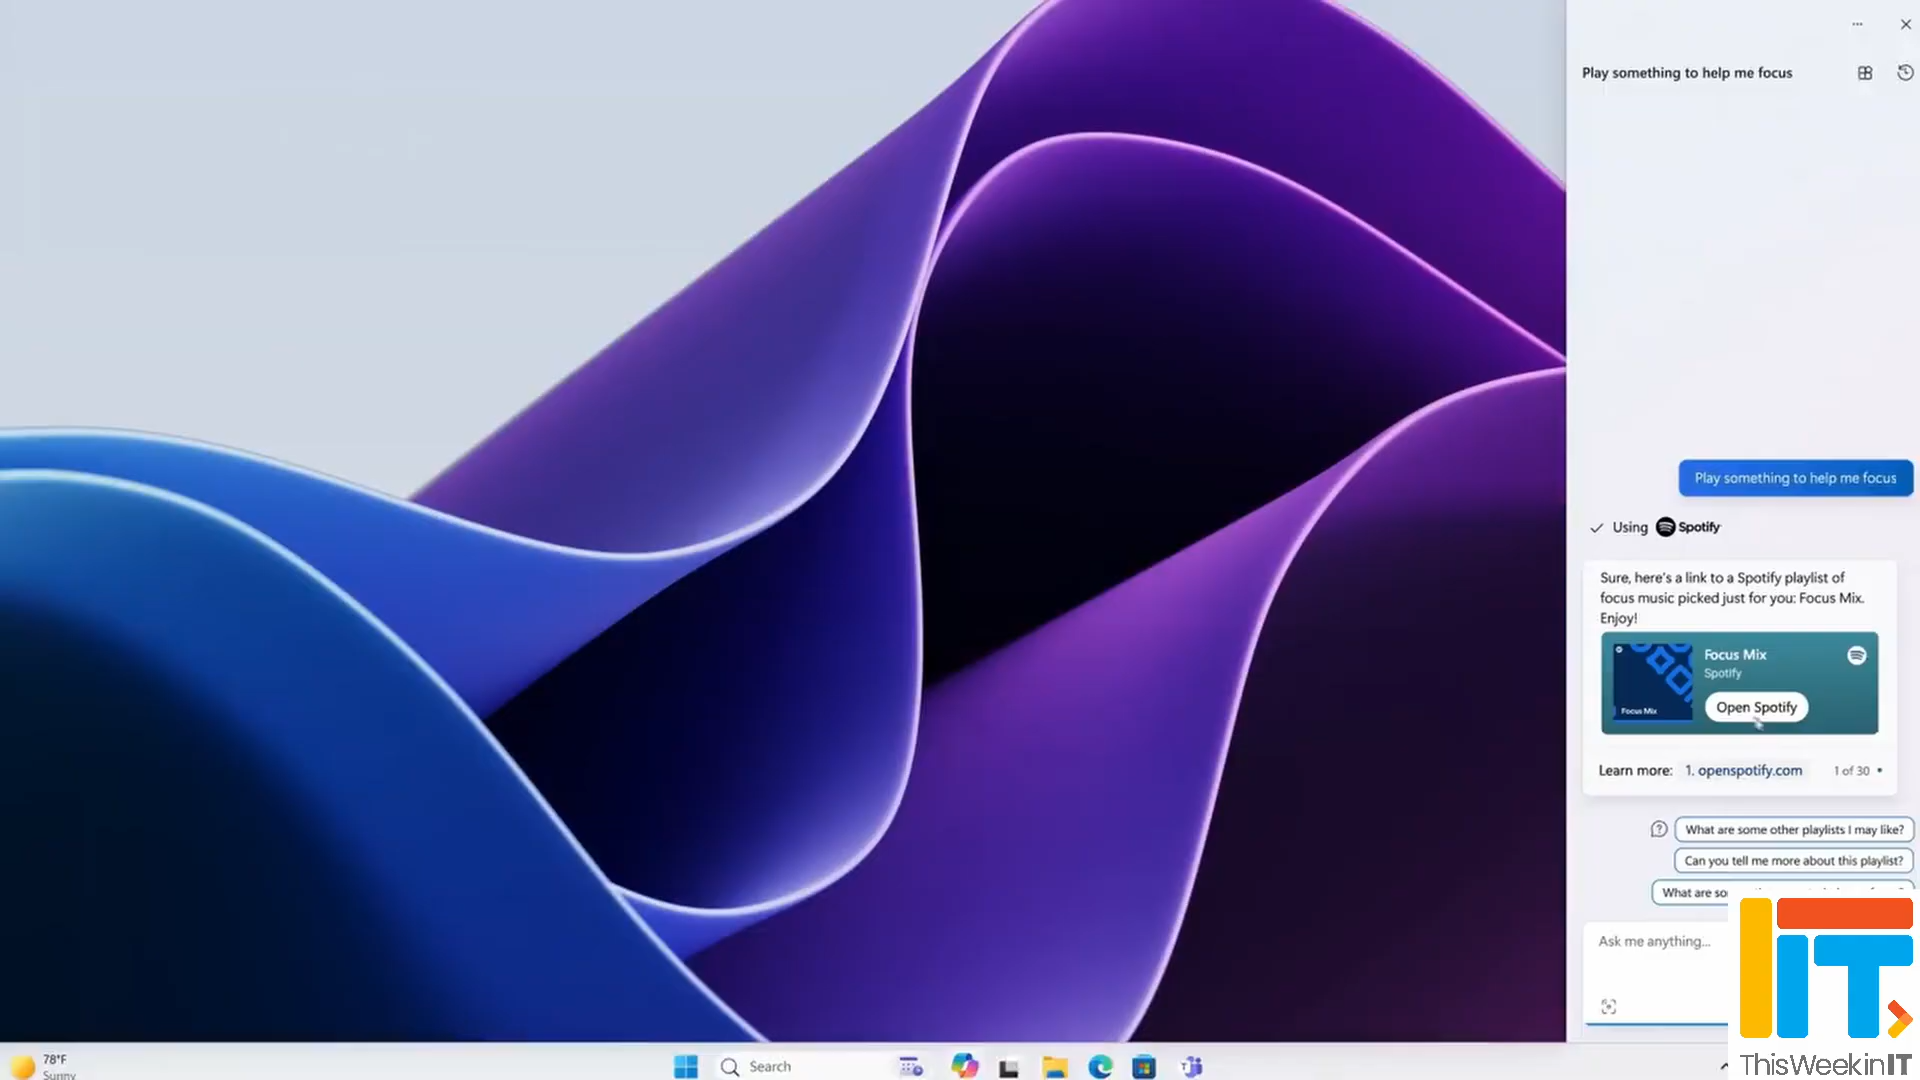 Play something to help me focus
Play something to help me focus
Using Spotify
Sure, here's a link to a Spotify playlist of
focus music picked just for you: Focus Mix.
Enjoy!
Focus Mix
Spotify
Focus Mix
Open Spotify
Learn more: 1. openspotify.com 1 of 30
What are some other playlists I may like?
Can you tell me more about this playlist?
What are
Ask me anything...
IT
ThisWeekinIT
78°F
Sunny
Search